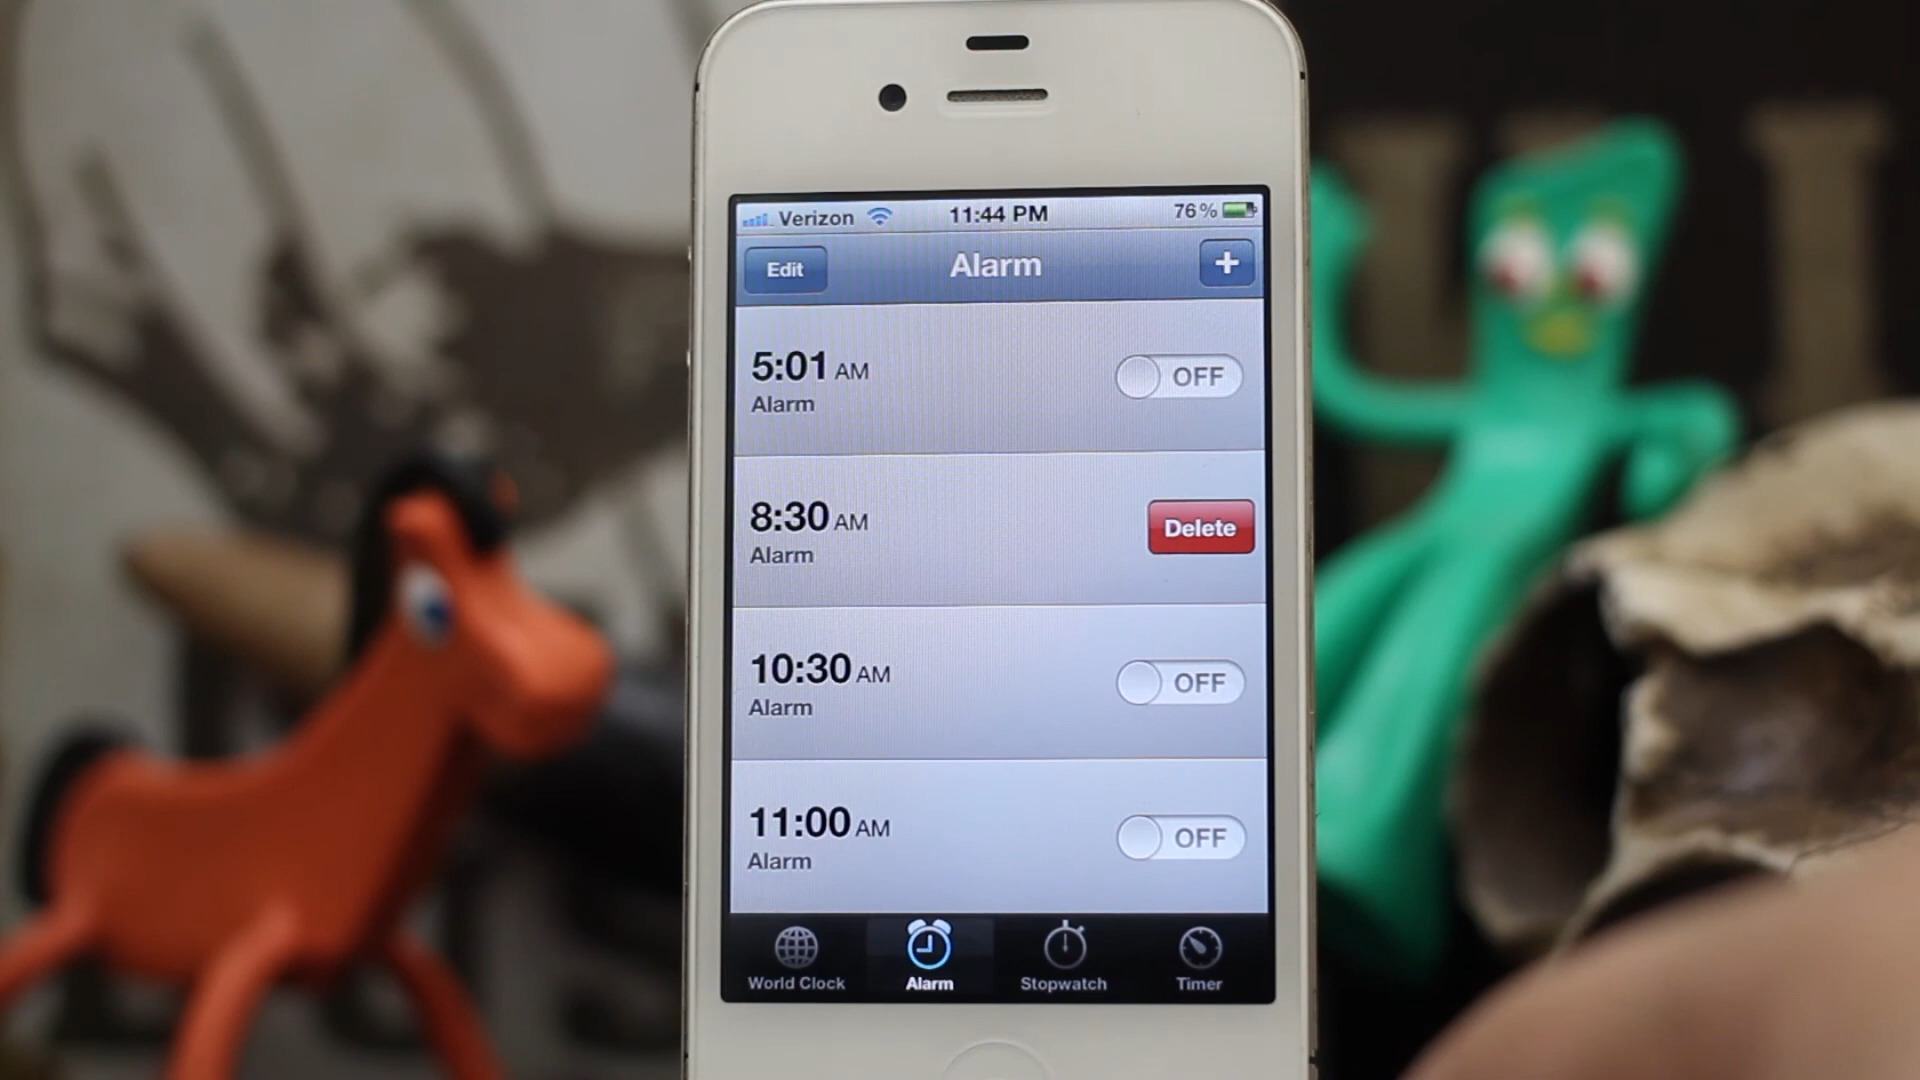 Verizon 11:44 PM 76%
Edit Alarm +
5:01 AM OFF
Alarm
8:30 AM Delete
Alarm
10:30 AM OFF
Alarm
11:00 AM OFF
Alarm
World Clock Alarm Stopwatch Timer